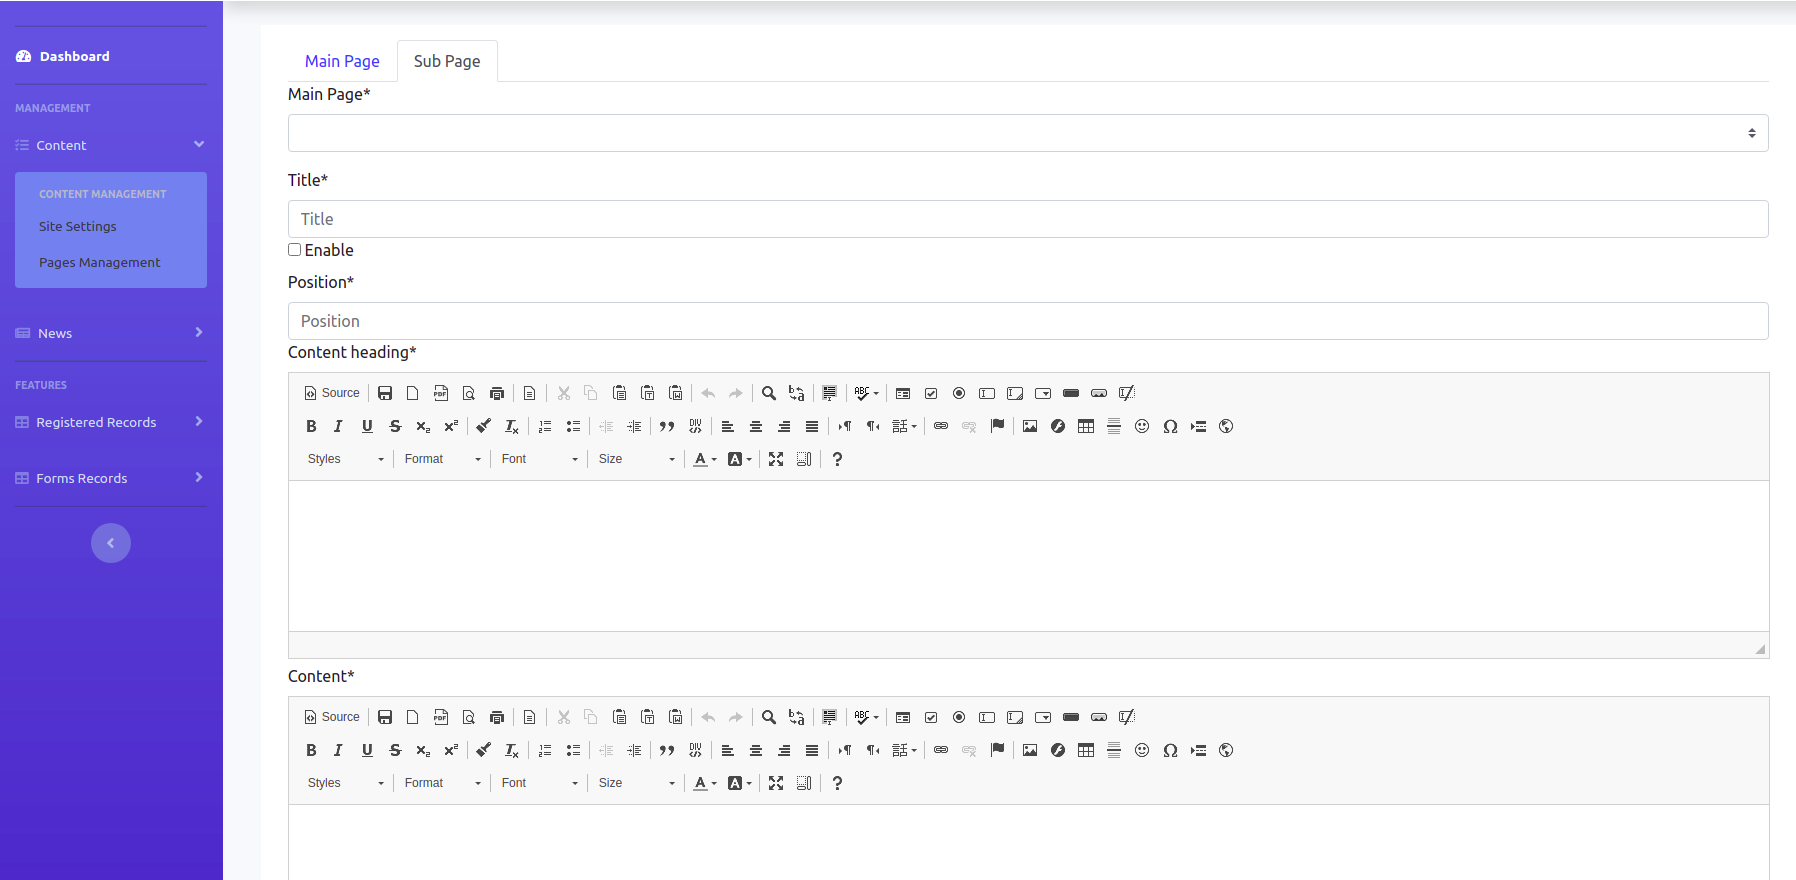 Dashboard
MANAGEMENT
Content
CONTENT MANAGEMENT
Site Settings
Pages Management
News
FEATURES
Registered Records
Forms Records
Main Page
Sub Page
Main Page*
Title*
Title
Enable
Position*
Position
Content heading*
Source
Styles Format Font Size
Content*
Source
Styles Format Font Size